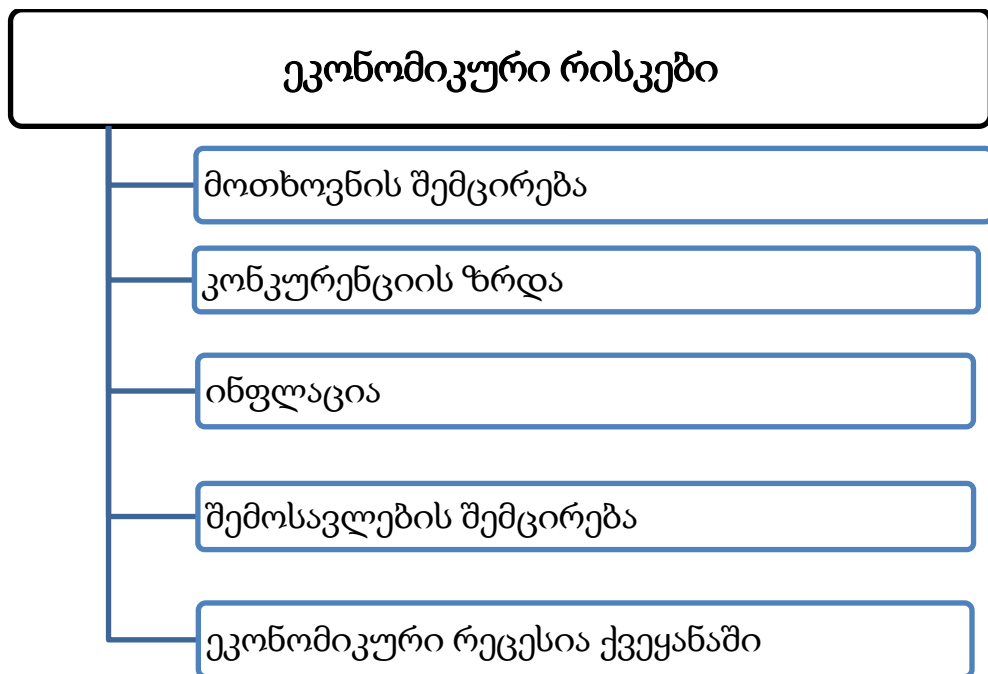 ეკონომიკური რისკები
მოთხოვნის შემცირება
კონკურენციის ზრდა
ინფლაცია
შემოსავლების შემცირება
ეკონომიკური რეცესია ქვეყანაში